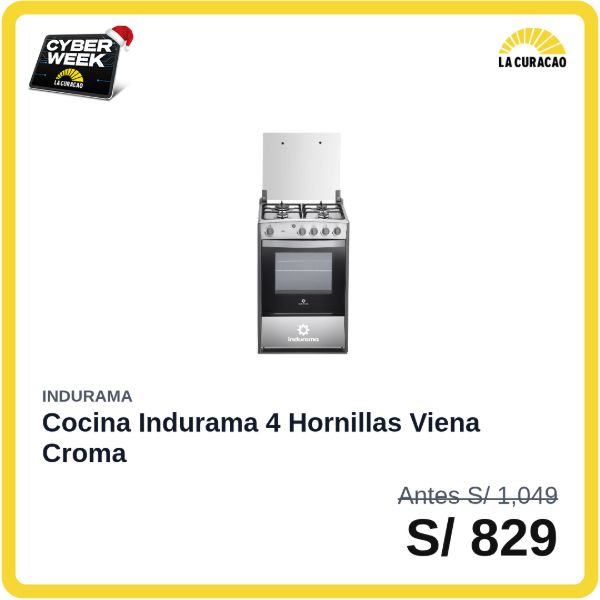 CYBER
WEEK
LA CURACAO
LA CURACAO
indurama
INDURAMA
Cocina Indurama 4 Hornillas Viena
Croma
Antes S/ 1,049
S/ 829